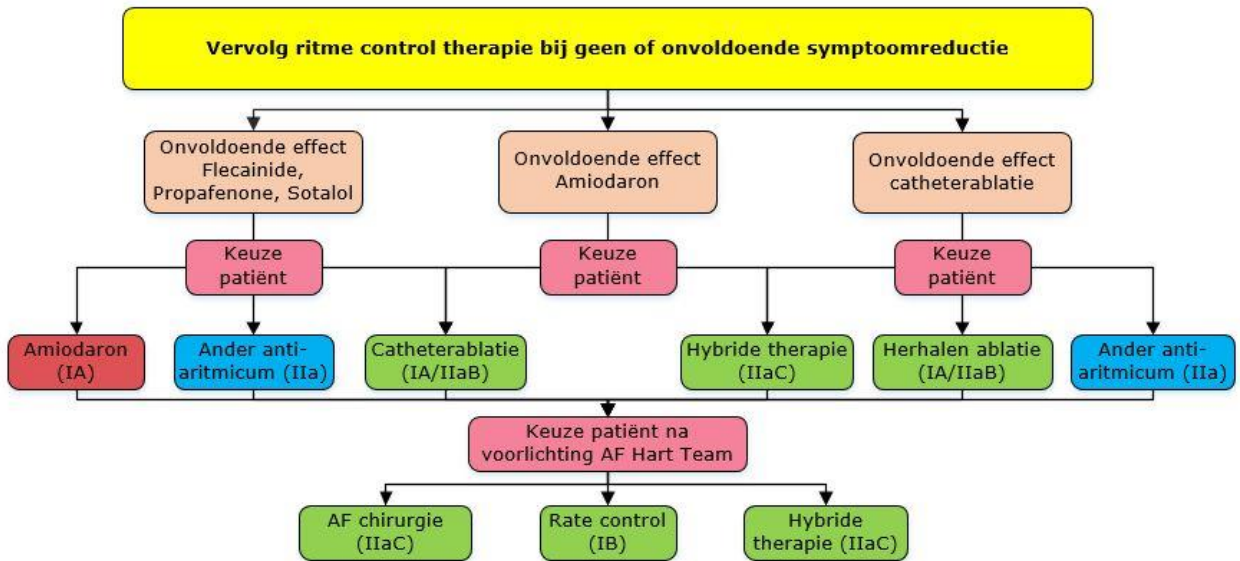 Vervolg ritme control therapie bij geen of onvoldoende symptoomreductie
Onvoldoende effect
Flecainide,
Propafenone, Sotalol
Onvoldoende effect
Amiodaron
Onvoldoende effect
catheterablatie
Keuze
patiënt
Keuze
patiënt
Keuze
patiënt
Amiodaron
(IA)
Ander anti-
aritmicum (IIa)
Catheterablatie
(IA/IIaB)
Hybride therapie
(IIaC)
Herhalen ablatie
(IA/IIaB)
Ander anti-
aritmicum (IIa)
Keuze patiënt na
voorlichting AF Hart Team
AF chirurgie
(IIaC)
Rate control
(IB)
Hybride
therapie (IIaC)